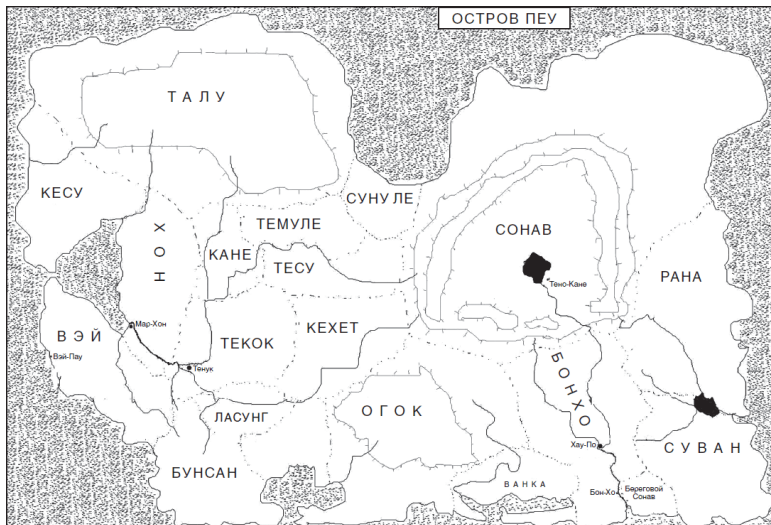 ОСТРОВ ПЕУ
ТАЛУ
КЕСУ
СУНУЛЕ
ХОН
ТЕМУЛЕ
СОНАВ
КАНЕ
ТЕСУ
РАНА
Тено-Кане
Мар-Хон
ВЭЙ
КЕХЕТ
ТЕКОК
Вэй-Пау
Тенук
БОНХО
ОГОК
ЛАСУНГ
СУВАН
Хау-По
БУНСАН
ВАНКА
Бон-Хо
Береговой
Сонав